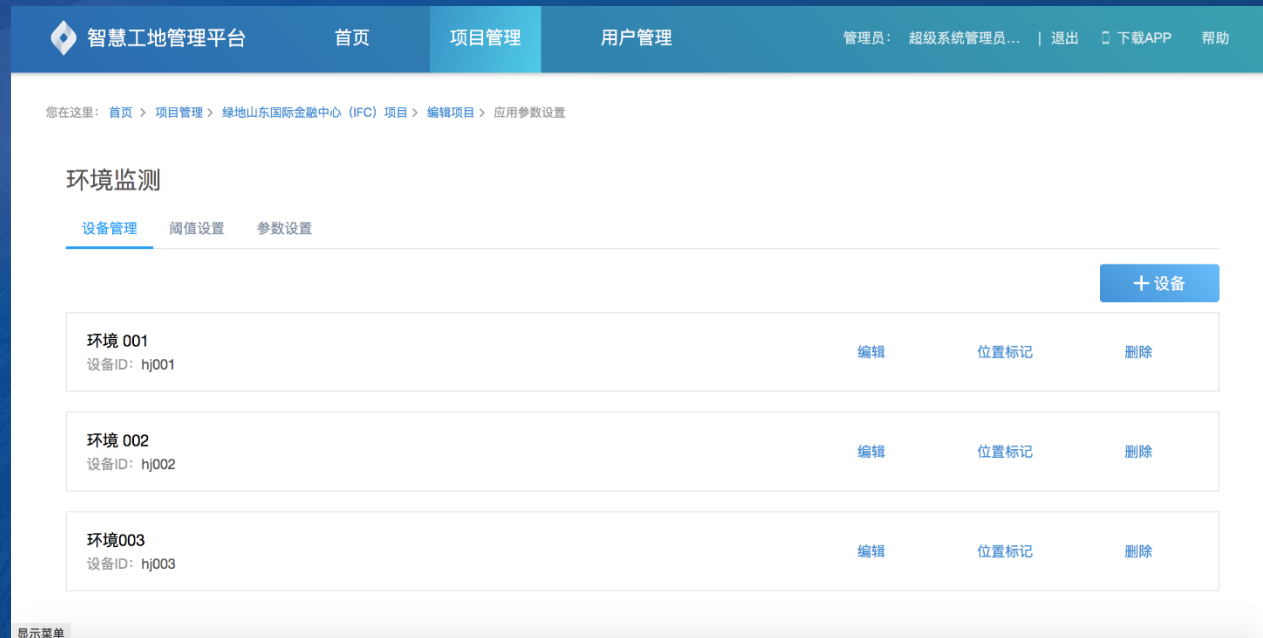 智慧工地管理平台 首页 项目管理 用户管理 管理员： 超级系统管理员... | 退出 下载APP 帮助
您在这里： 首页 > 项目管理 > 绿地山东国际金融中心（IFC）项目 > 编辑项目 > 应用参数设置
环境监测
设备管理 阈值设置 参数设置
+ 设备
环境 001
设备ID：hj001
编辑 位置标记 删除
环境 002
设备ID：hj002
编辑 位置标记 删除
环境003
设备ID：hj003
编辑 位置标记 删除
显示菜单